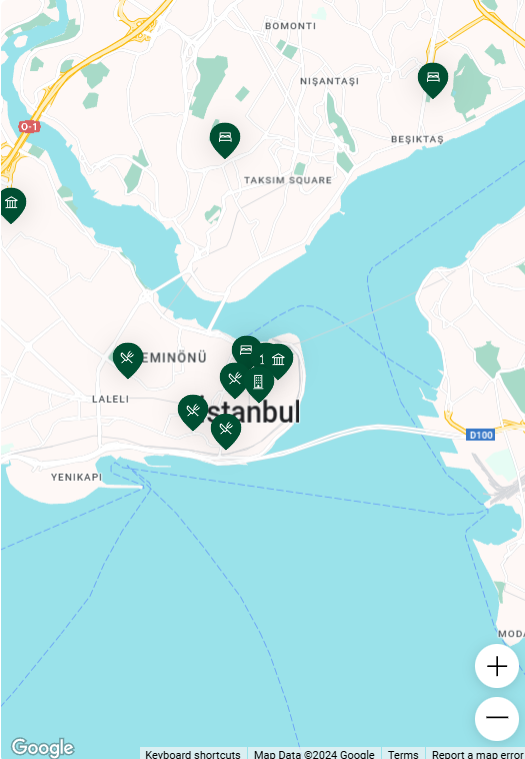 BOMONTI
NIŞANTAŞI
O-1
BEŞIKTAŞ
TAKSIM SQUARE
EMINÖNÜ
1
LALELI
İstanbul
D100
YENIKAPI
MODA
Google
Keyboard shortcuts
Map Data ©2024 Google
Terms
Report a map error